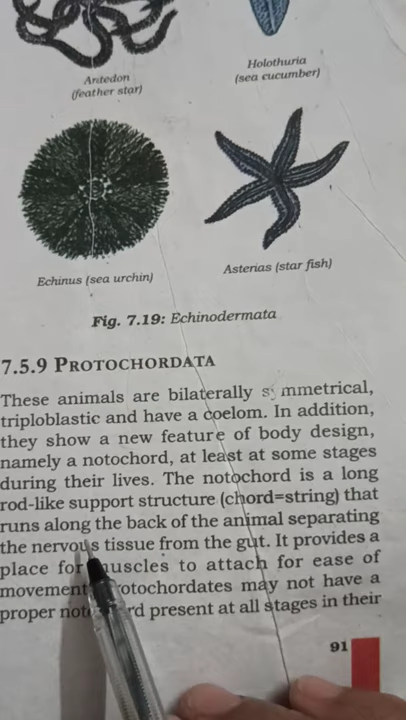 Antedon
(feather star)
Holothuria
(sea cucumber)
Echinus (sea urchin)
Asterias (star fish)
Fig. 7.19: Echinodermata
7.5.9 PROTOCHORDATA
These animals are bilaterally symmetrical,
triploblastic and have a coelom. In addition,
they show a new feature of body design,
namely a notochord, at least at some stages
during their lives. The notochord is a long
rod-like support structure (chord=string) that
runs along the back of the animal separating
the nervous tissue from the gut. It provides a
place for muscles to attach for ease of
movement. Protochordates may not have a
proper notochord present at all stages in their
91